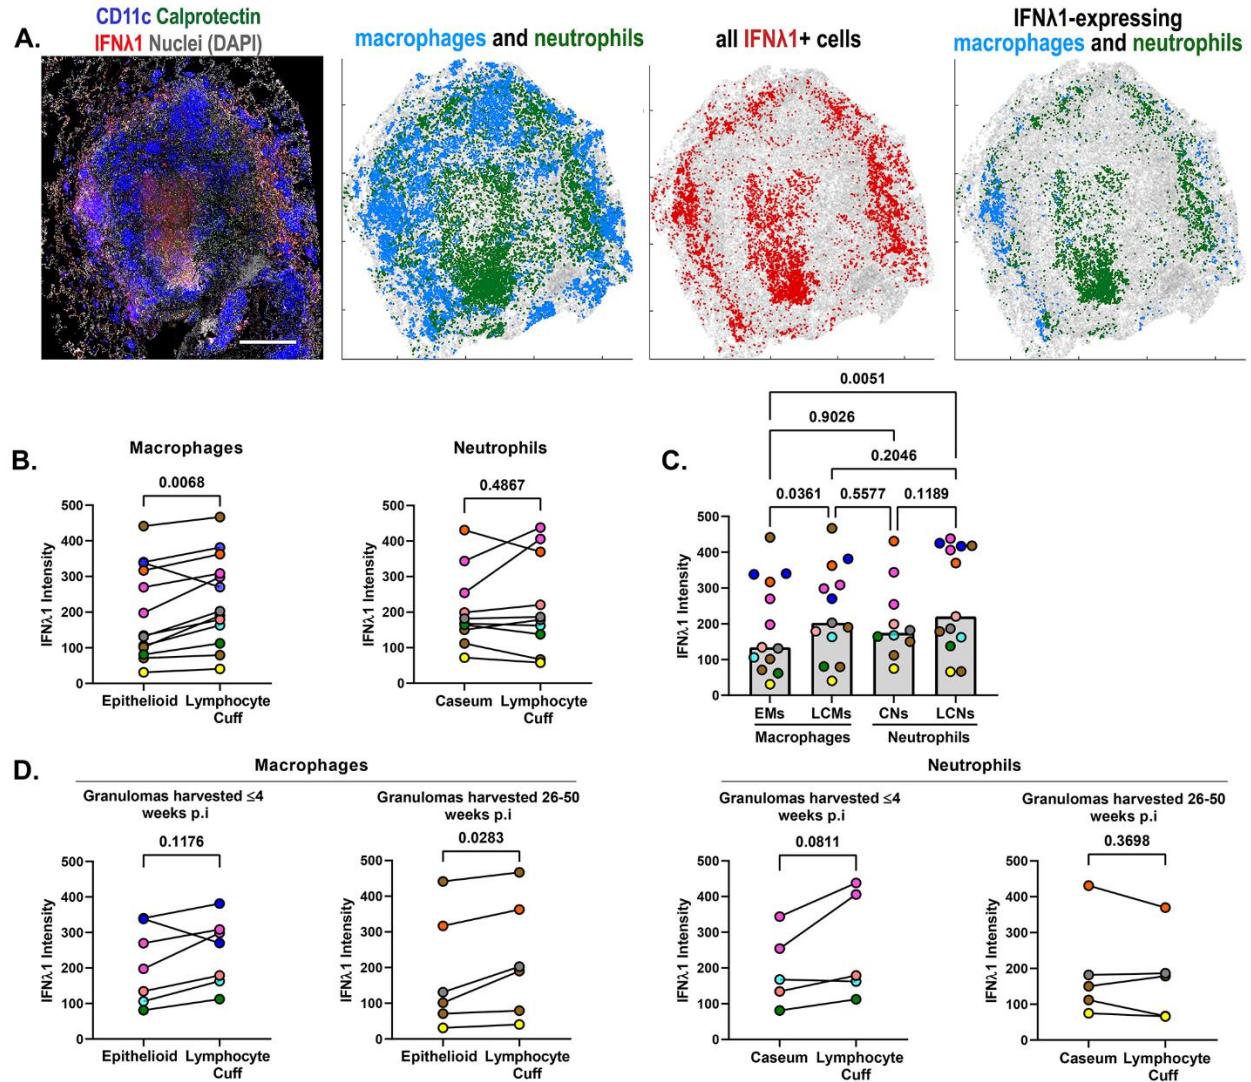 A.
CD11c Calprotectin
IFNλ1 Nuclei (DAPI)
macrophages and neutrophils
all IFNλ1+ cells
IFNλ1-expressing
macrophages and neutrophils
B.
Macrophages
0.0068
IFNλ1 Intensity
500
400
300
200
100
0
Epithelioid
Lymphocyte
Cuff
Neutrophils
0.4867
IFNλ1 Intensity
500
400
300
200
100
0
Caseum
Lymphocyte
Cuff
C.
0.0051
0.9026
0.2046
0.0361
0.5577
0.1189
IFNλ1 Intensity
500
400
300
200
100
0
EMs
LCMs
CNs
LCNs
Macrophages
Neutrophils
D.
Macrophages
Granulomas harvested ≤4
weeks p.i
0.1176
IFNλ1 Intensity
500
400
300
200
100
0
Epithelioid
Lymphocyte
Cuff
Granulomas harvested 26-50
weeks p.i
0.0283
IFNλ1 Intensity
500
400
300
200
100
0
Epithelioid
Lymphocyte
Cuff
Neutrophils
Granulomas harvested ≤4
weeks p.i
0.0811
IFNλ1 Intensity
500
400
300
200
100
0
Caseum
Lymphocyte
Cuff
Granulomas harvested 26-50
weeks p.i
0.3698
IFNλ1 Intensity
500
400
300
200
100
0
Caseum
Lymphocyte
Cuff